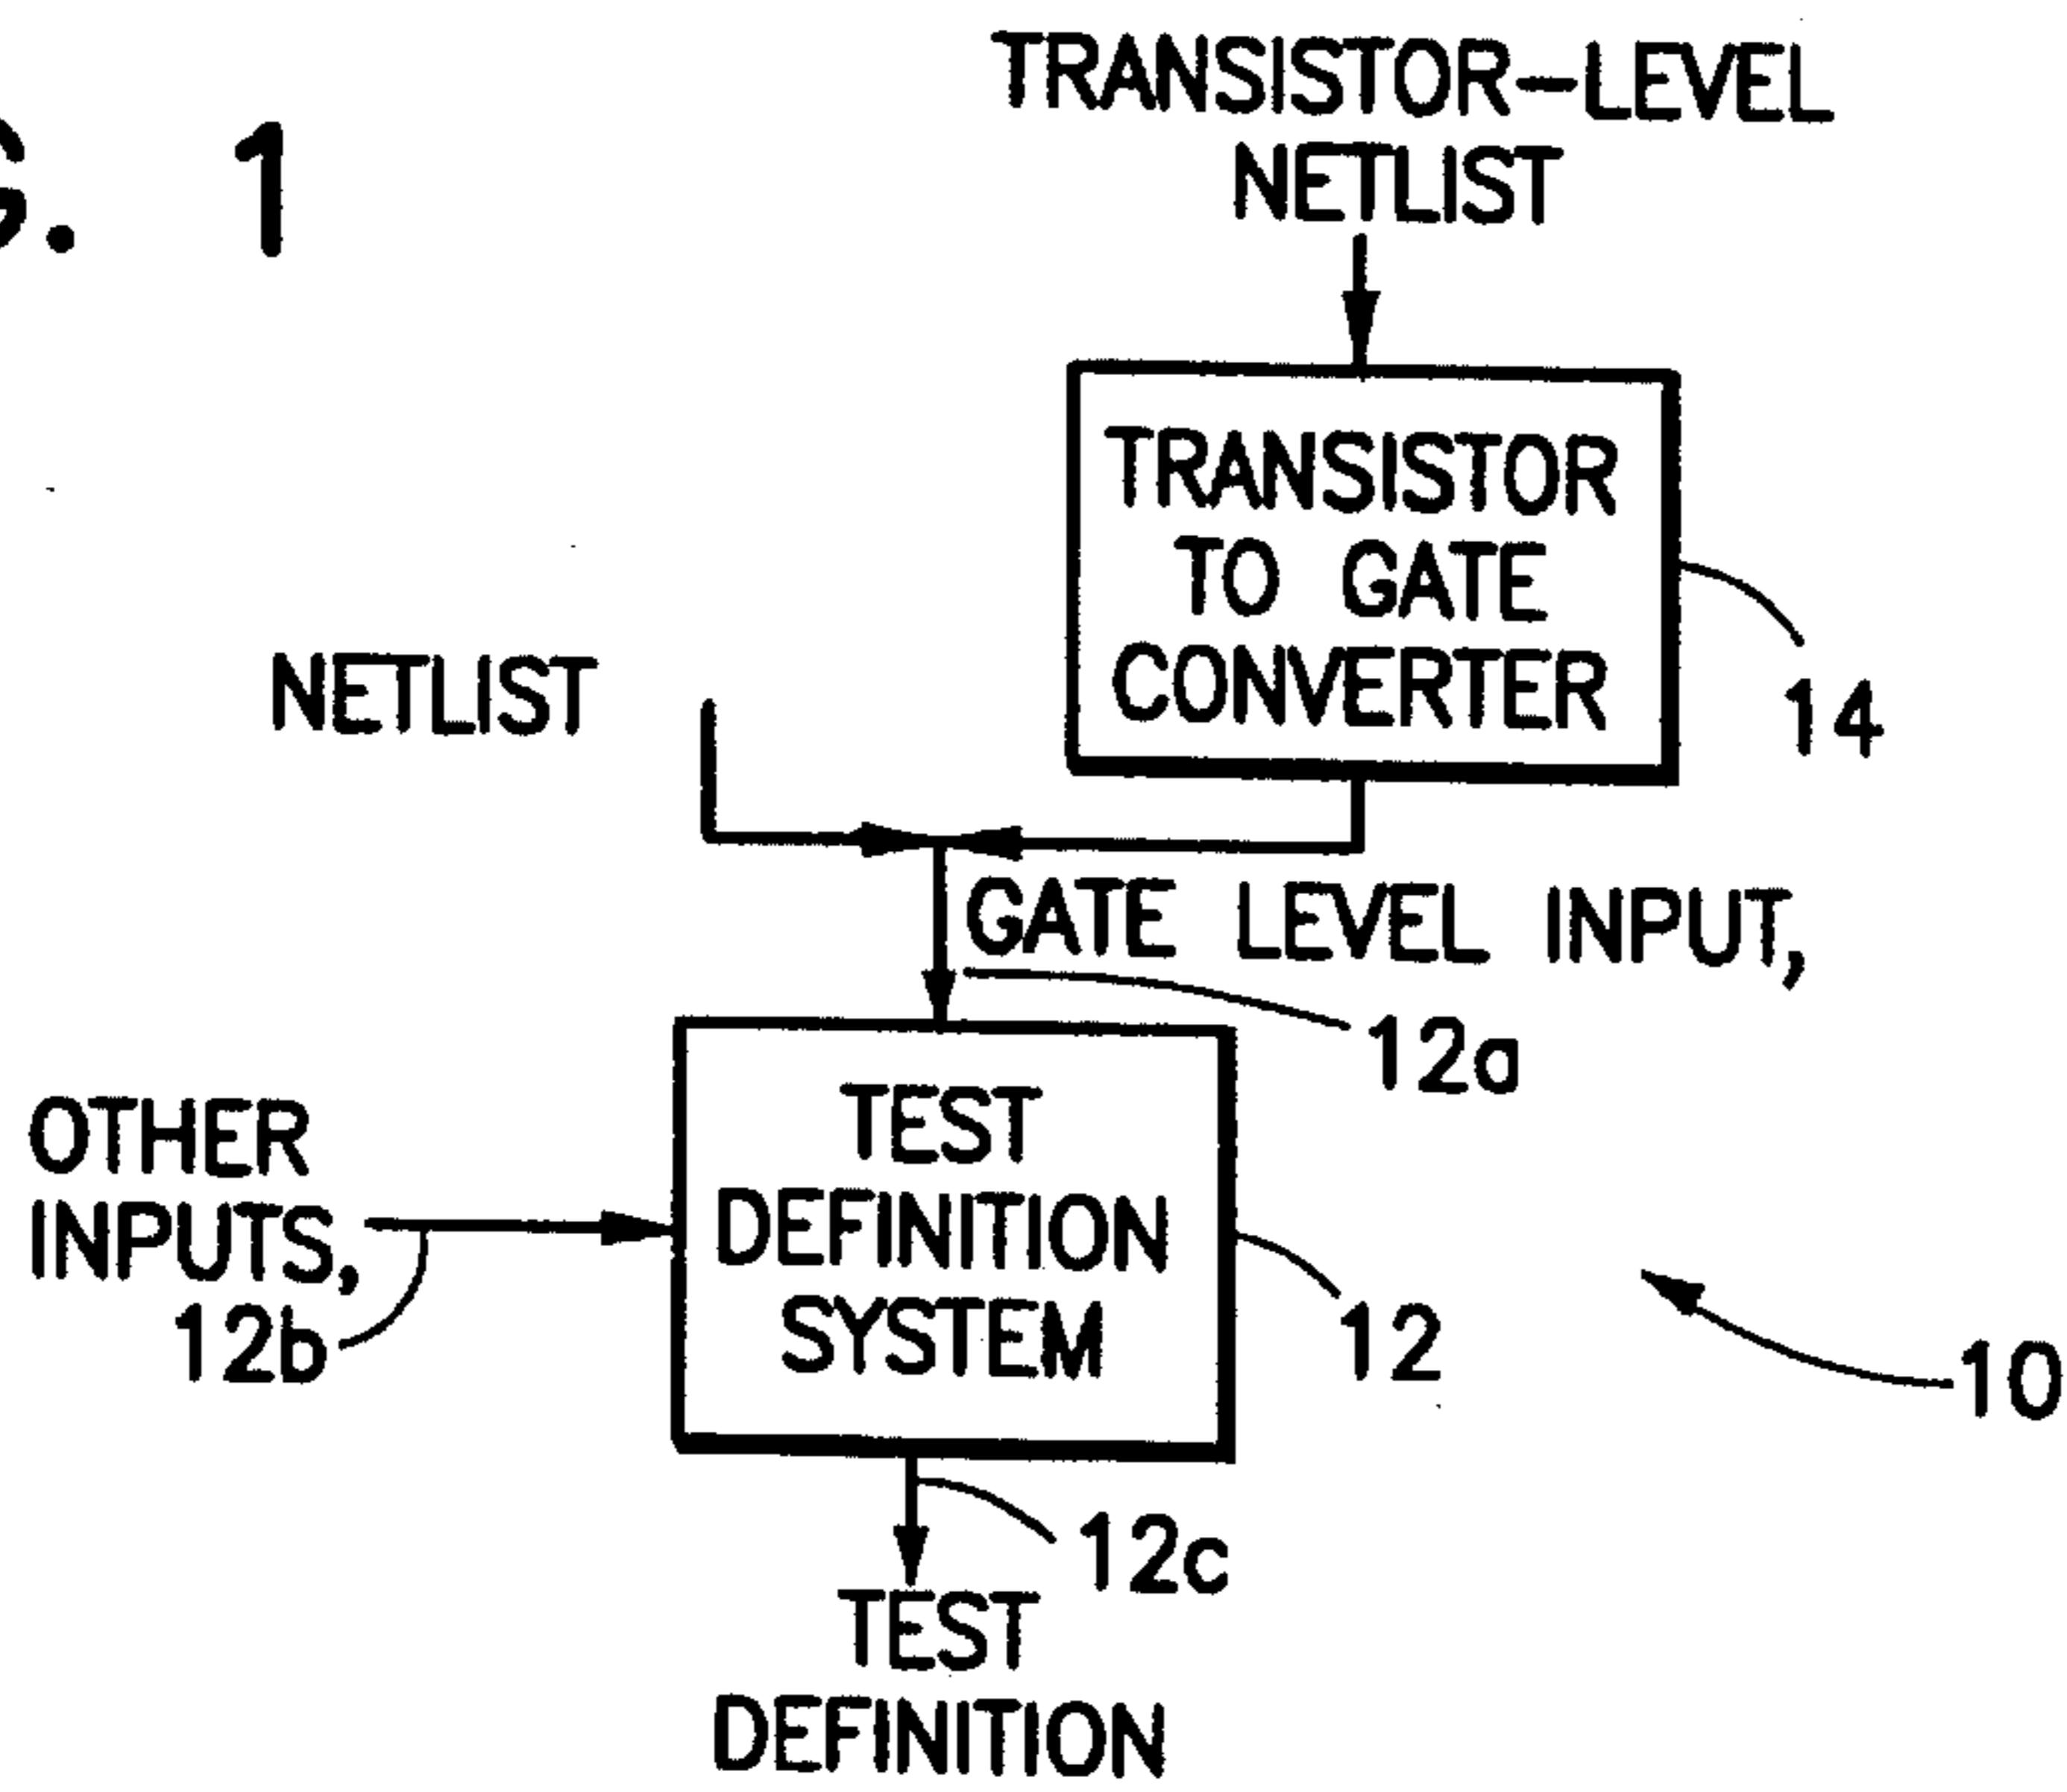 . 1
TRANSISTOR-LEVEL
NETLIST
TRANSISTOR
TO GATE
CONVERTER
14
NETLIST
GATE LEVEL INPUT,
12a
TEST
DEFINITION
SYSTEM
12
OTHER
INPUTS,
12b
10
12c
TEST
DEFINITION